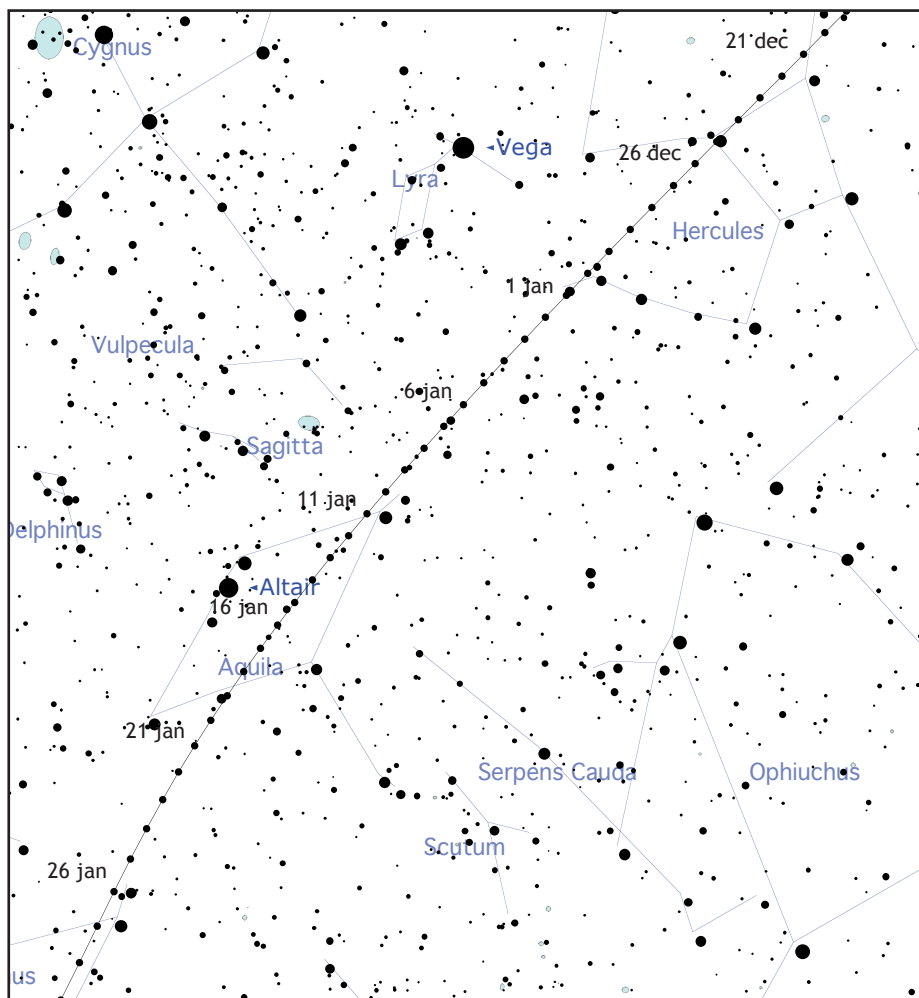 21 dec
Cygnus
Vega
26 dec
Lyra
Hercules
1 jan
Vulpecula
6 jan
Sagitta
11 jan
Delphinus
Altair
16 jan
Aquila
21 jan
Serpens Cauda
Ophiuchus
Scutum
26 jan
us